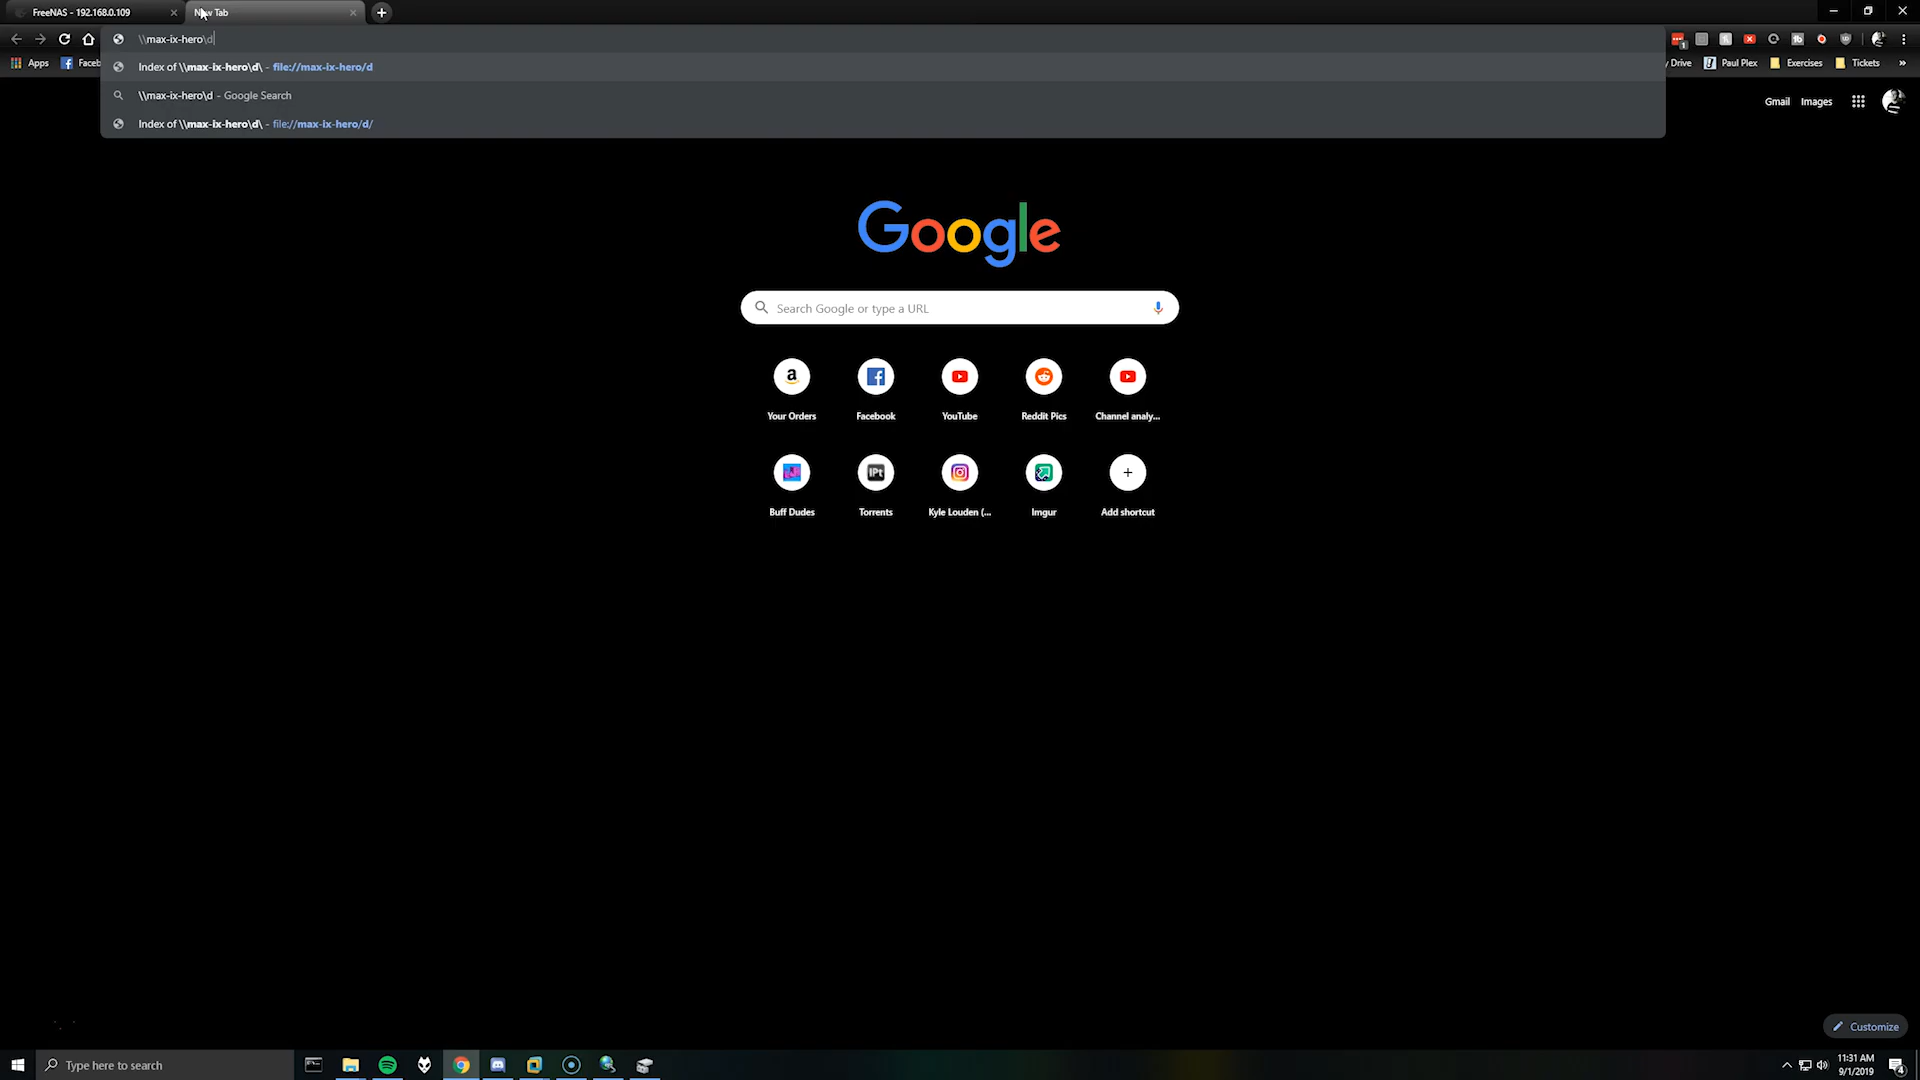 FreeNAS - 192.168.0.109
New Tab
\\max-ix-hero\d
Apps
Faceb
Drive
Paul Plex
Exercises
Tickets
»
Index of \\max-ix-hero\d\ - file://max-ix-hero/d
\\max-ix-hero\d - Google Search
Index of \\max-ix-hero\d\ - file://max-ix-hero/d/
Gmail
Images
Google
Search Google or type a URL
Your Orders
Facebook
YouTube
Reddit Pics
Channel analy...
IPt
Buff Dudes
Torrents
Kyle Louden (...
Imgur
Add shortcut
Customize
Type here to search
11:31 AM
9/1/2019
4